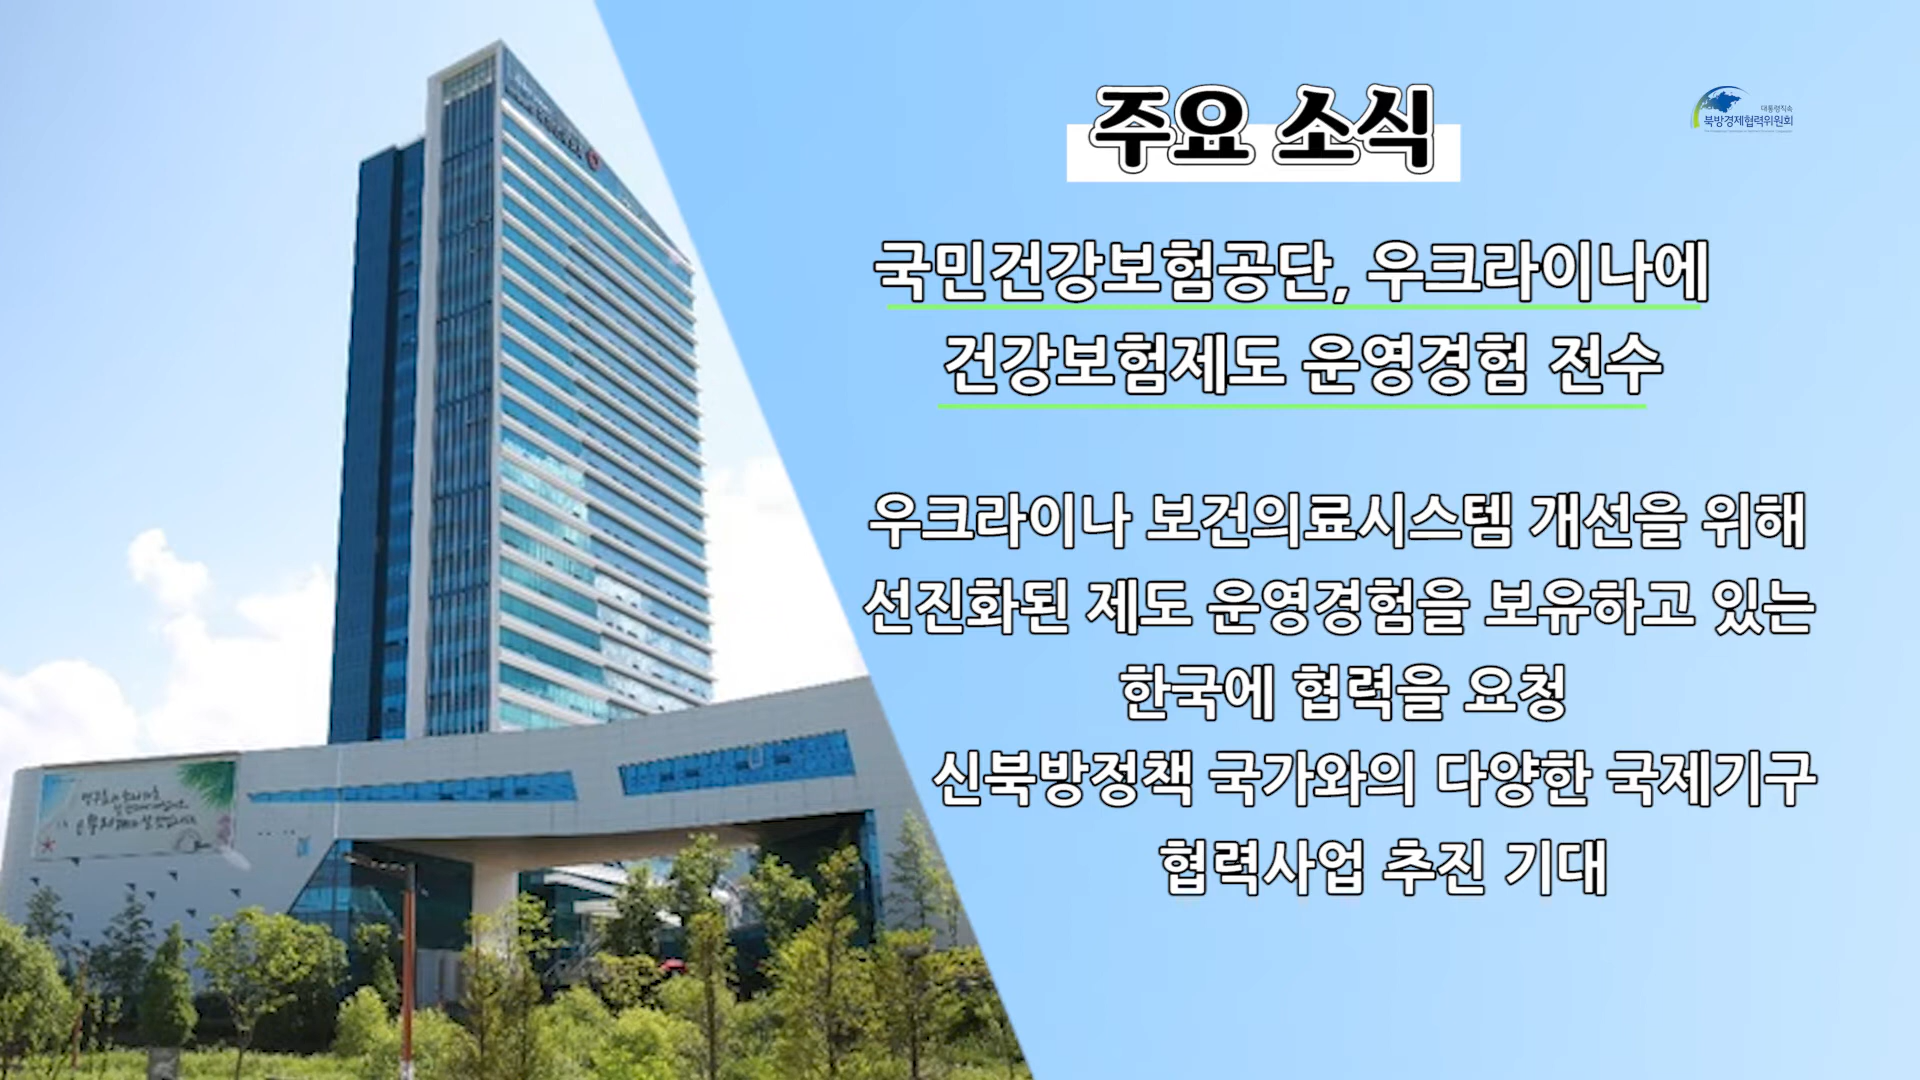 주요 소식
대통령직속
북방경제협력위원회
국민건강보험공단, 우크라이나에
건강보험제도 운영경험 전수
우크라이나 보건의료시스템 개선을 위해
선진화된 제도 운영경험을 보유하고 있는
한국에 협력을 요청
신북방정책 국가와의 다양한 국제기구
협력사업 추진 기대